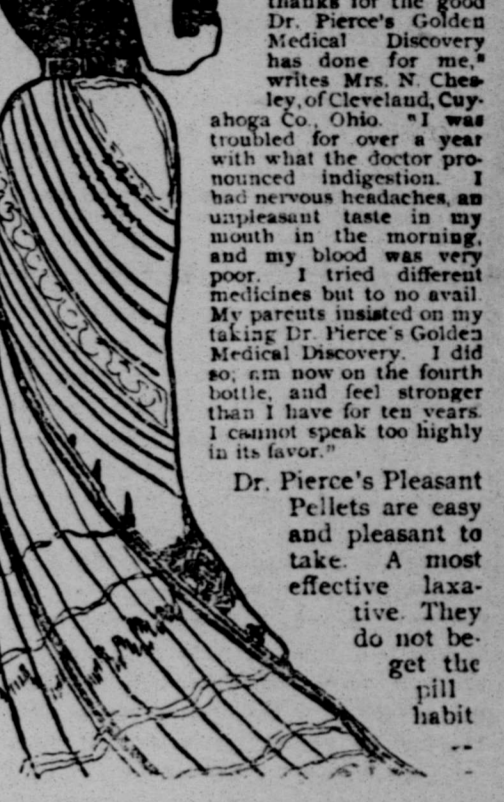 thanks for the good
Dr. Pierce's Golden
Medical Discovery
has done for me,"
writes Mrs. N. Ches-
ley, of Cleveland, Cuy-
ahoga Co., Ohio. "I was
troubled for over a year
with what the doctor pro-
nounced indigestion. I
had nervous headaches, an
unpleasant taste in my
mouth in the morning,
and my blood was very
poor. I tried different
medicines but to no avail.
My parents insisted on my
taking Dr. Pierce's Golden
Medical Discovery. I did
so; am now on the fourth
bottle, and feel stronger
than I have for ten years.
I cannot speak too highly
in its favor."
Dr. Pierce's Pleasant
Pellets are easy
and pleasant to
take. A most
effective laxa-
tive. They
do not be-
get the
pill
habit